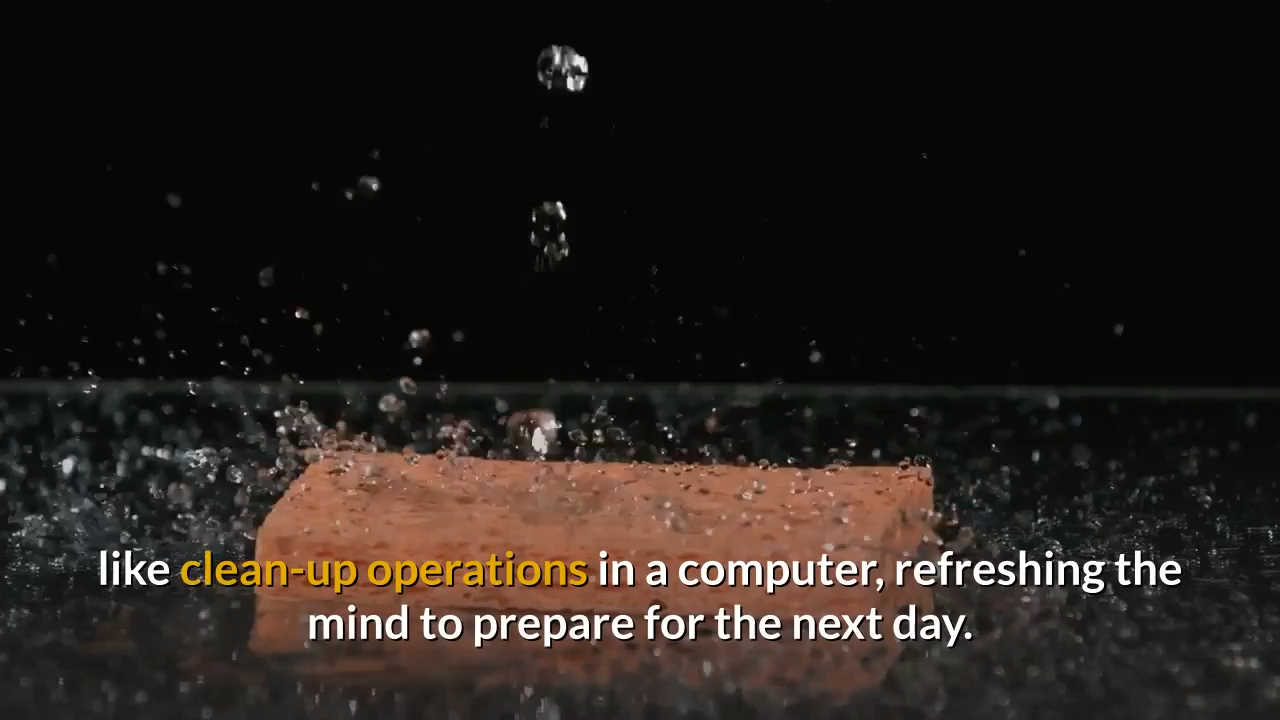 like clean-up operations in a computer, refreshing the
mind to prepare for the next day.